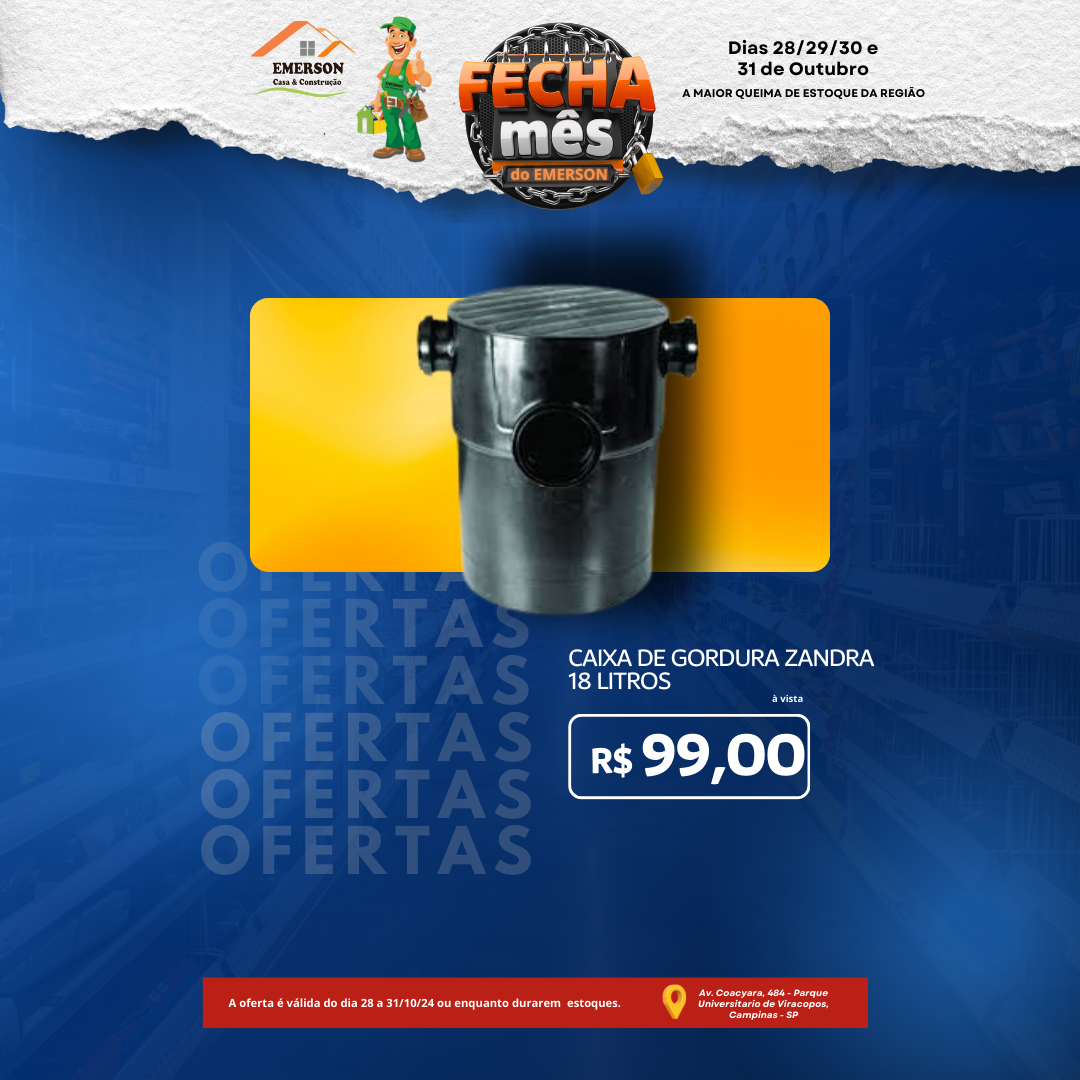 EMERSON
Casa & Construção
FECHA
mês
do EMERSON
Dias 28/29/30 e
31 de Outubro
A MAIOR QUEIMA DE ESTOQUE DA REGIÃO
OFERTAS
OFERTAS
OFERTAS
OFERTAS
OFERTAS
OFERTAS
CAIXA DE GORDURA ZANDRA
18 LITROS
à vista
R$ 99,00
A oferta é válida do dia 28 a 31/10/24 ou enquanto durarem estoques.
Av. Coacyara, 484 - Parque
Universitario de Viracopos,
Campinas - SP